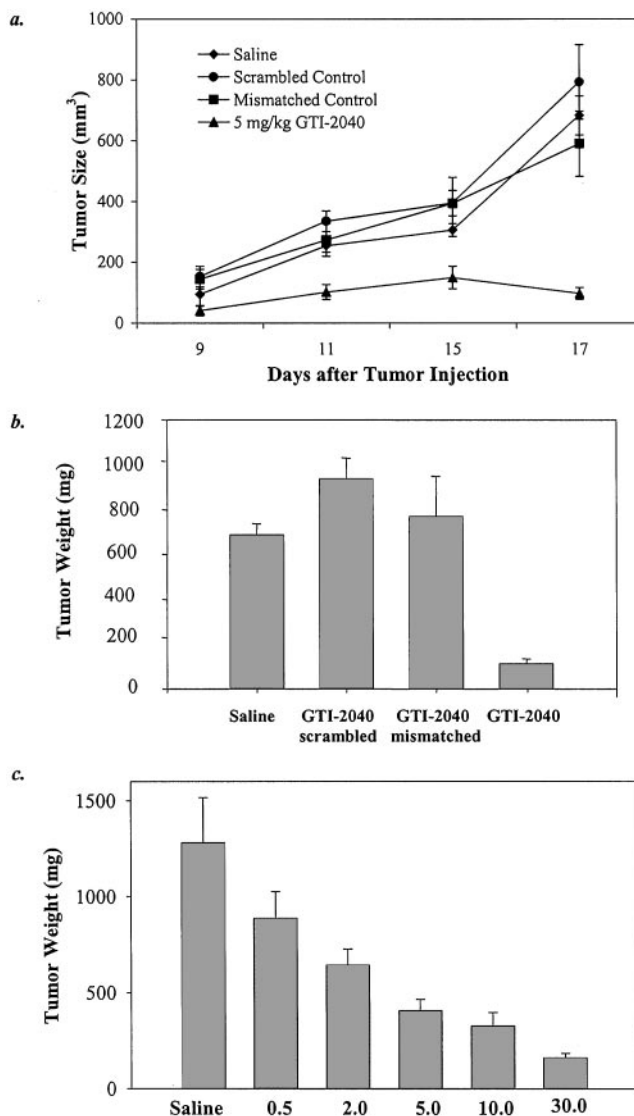 a.
1000
800
600
400
200
0
Tumor Size (mm³)
Saline
Scrambled Control
Mismatched Control
5 mg/kg GTI-2040
9 11 15 17
Days after Tumor Injection
b.
1200
1000
800
600
400
200
0
Tumor Weight (mg)
Saline GTI-2040 GTI-2040 GTI-2040
scrambled mismatched
c.
1500
1000
500
0
Tumor Weight (mg)
Saline 0.5 2.0 5.0 10.0 30.0